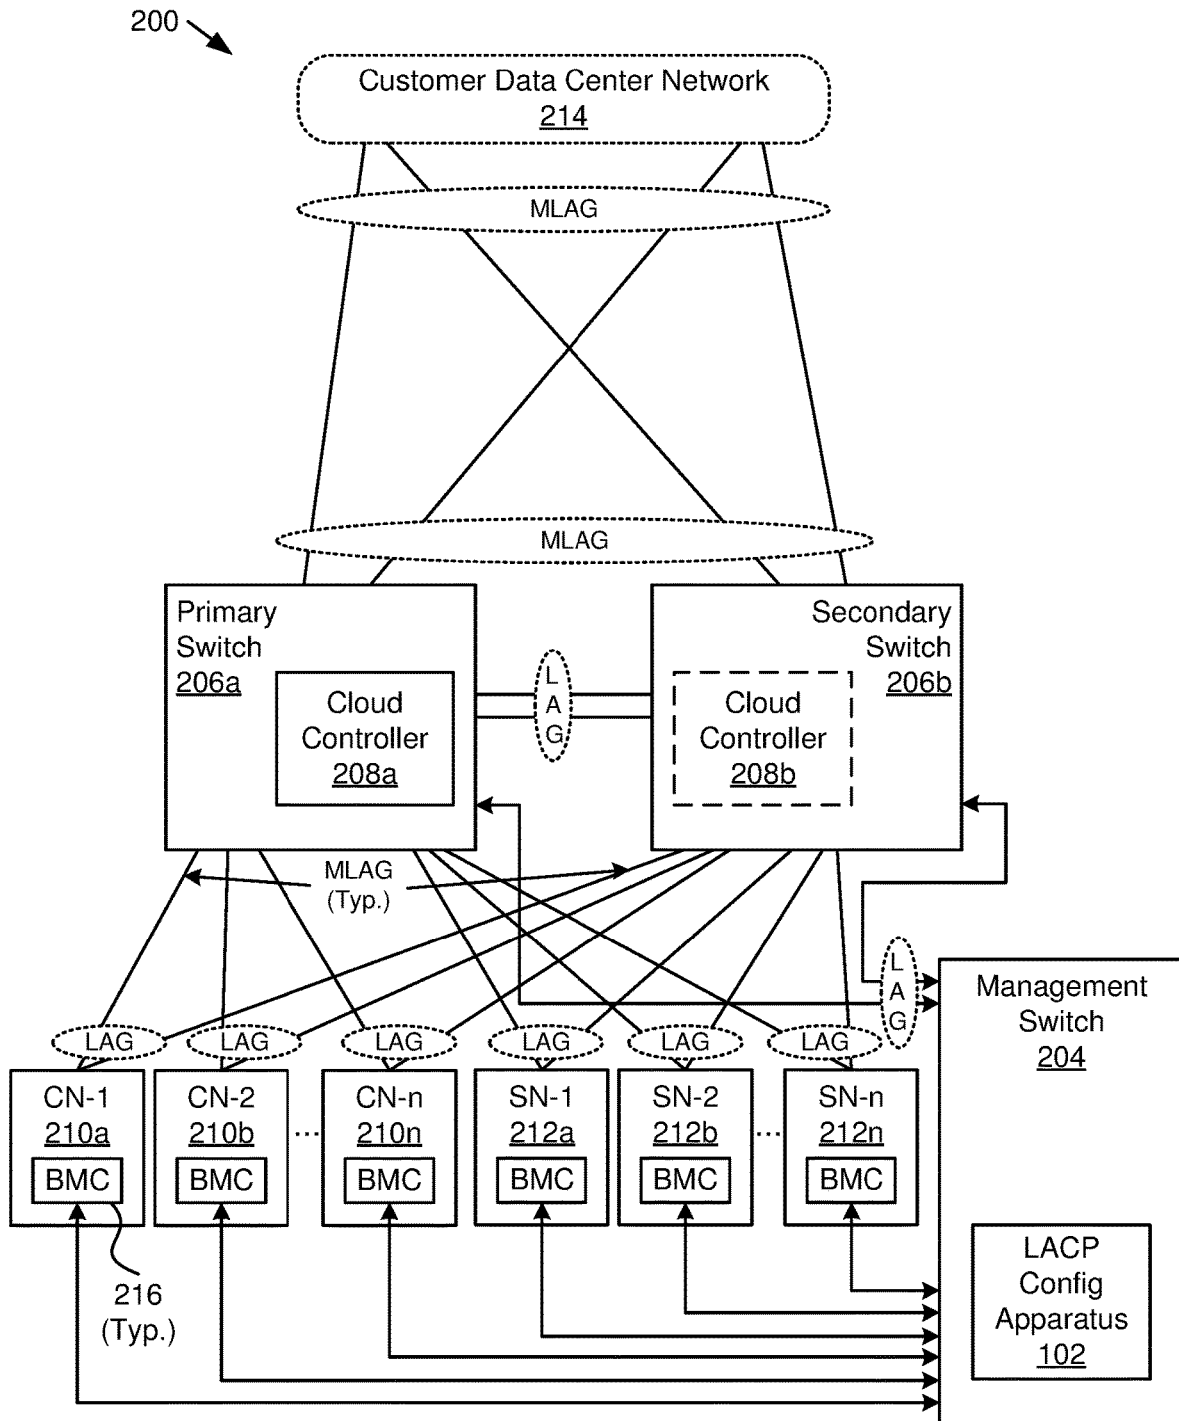 200
Customer Data Center Network
214
MLAG
MLAG
Primary
Switch
206a
Cloud
Controller
208a
L
A
G
Secondary
Switch
206b
Cloud
Controller
208b
MLAG
(Typ.)
L
A
G
Management
Switch
204
LAG
LAG
LAG
LAG
LAG
LAG
CN-1
210a
BMC
CN-2
210b
BMC
...
CN-n
210n
BMC
SN-1
212a
BMC
SN-2
212b
BMC
...
SN-n
212n
BMC
216
(Typ.)
LACP
Config
Apparatus
102